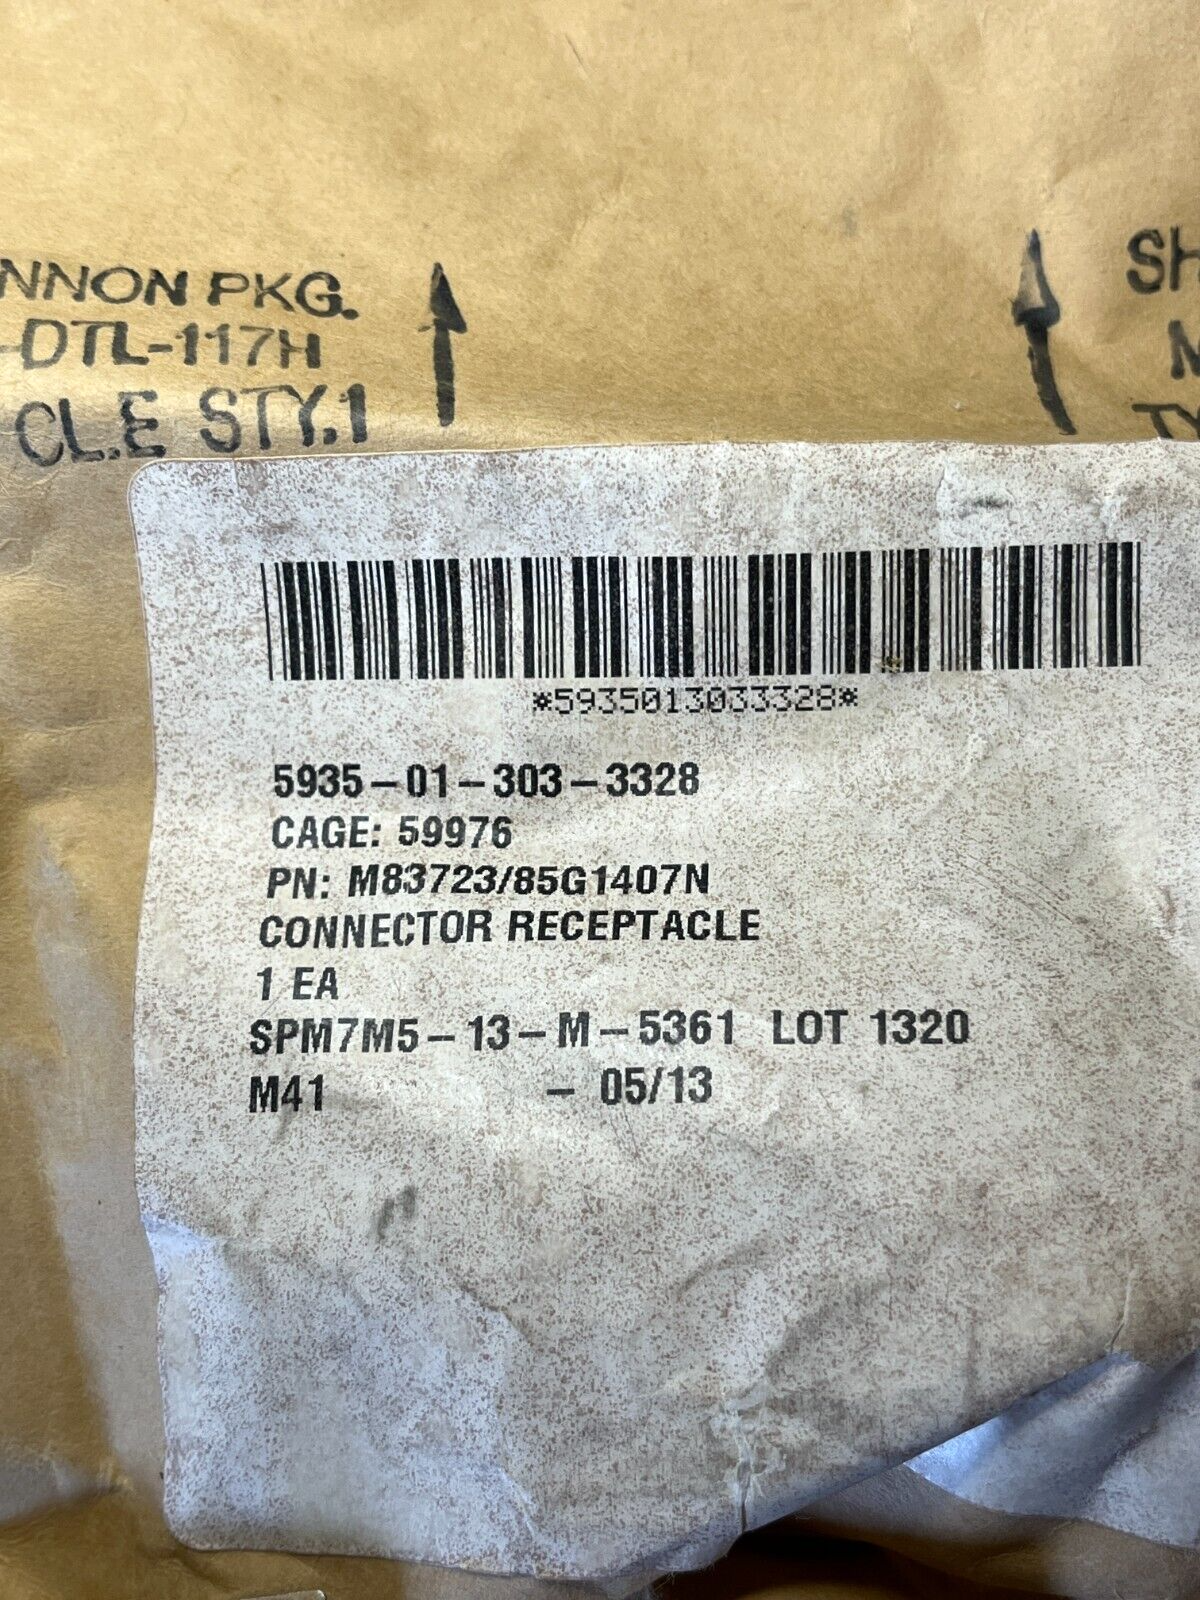 PKG.
-DTL-117H
CL.E STY.1
*5935013033328*
5935-01-303-3328
CAGE: 59976
PN: M83723/85G1407N
CONNECTOR RECEPTACLE
1 EA
SPM7M5-13-M-5361 LOT 1320
M41 - 05/13